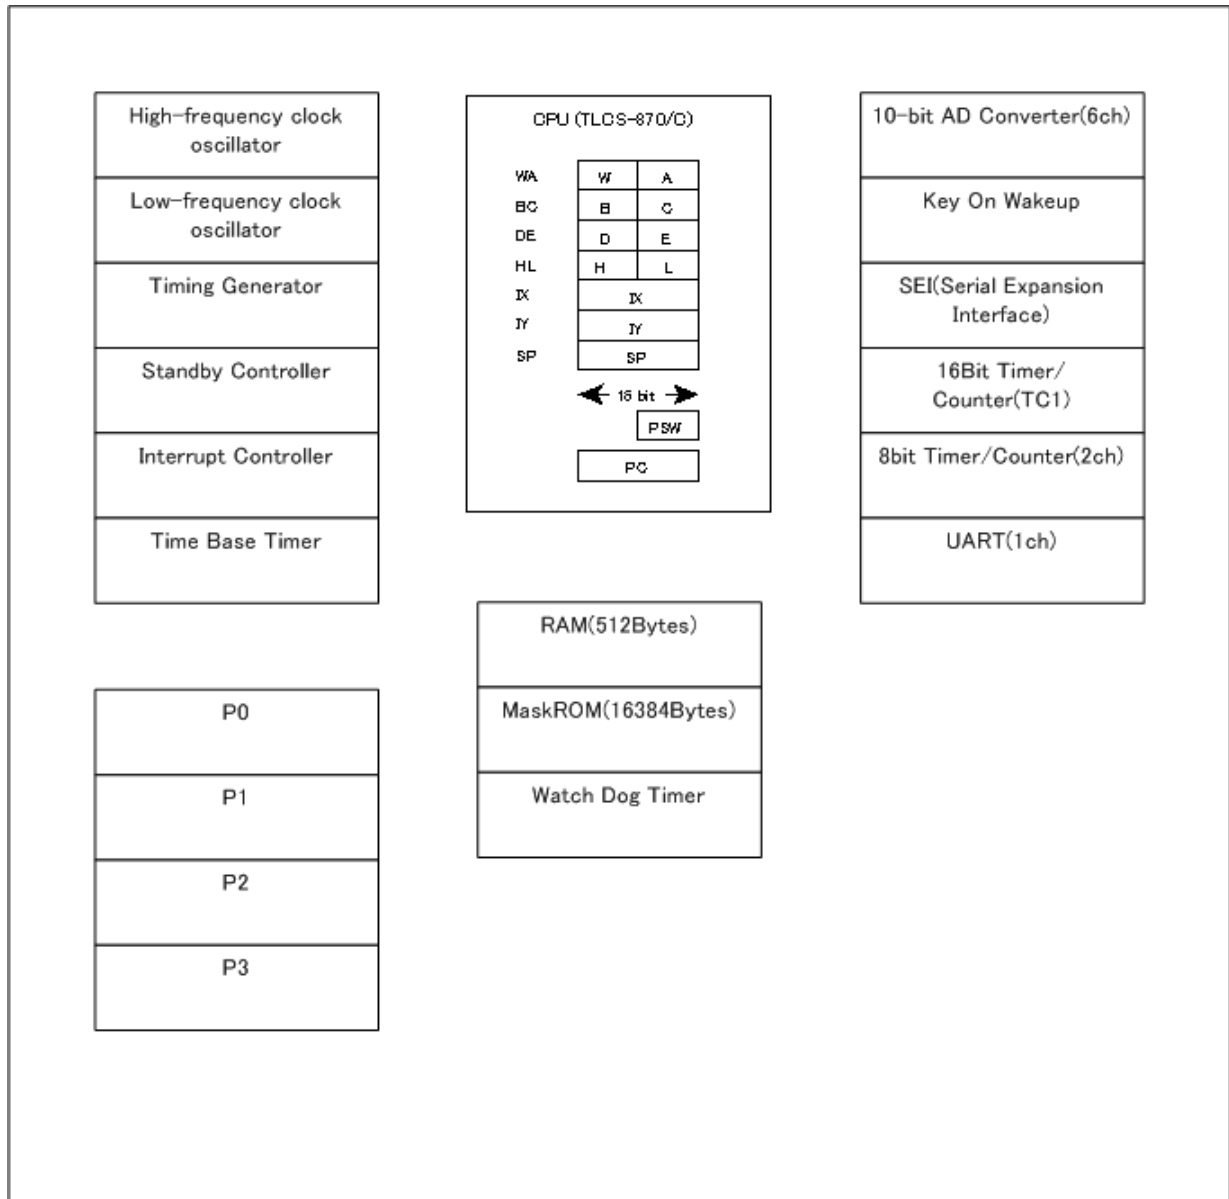 High-frequency clock
oscillator
Low-frequency clock
oscillator
Timing Generator
Standby Controller
Interrupt Controller
Time Base Timer
P0
P1
P2
P3
CPU (TLCS-870/C)
WA W A
BC B C
DE D E
HL H L
IX IX
IY IY
SP SP
16 bit
PSW
PC
RAM(512Bytes)
MaskROM(16384Bytes)
Watch Dog Timer
10-bit AD Converter(6ch)
Key On Wakeup
SEI(Serial Expansion
Interface)
16Bit Timer/
Counter(TC1)
8bit Timer/Counter(2ch)
UART(1ch)